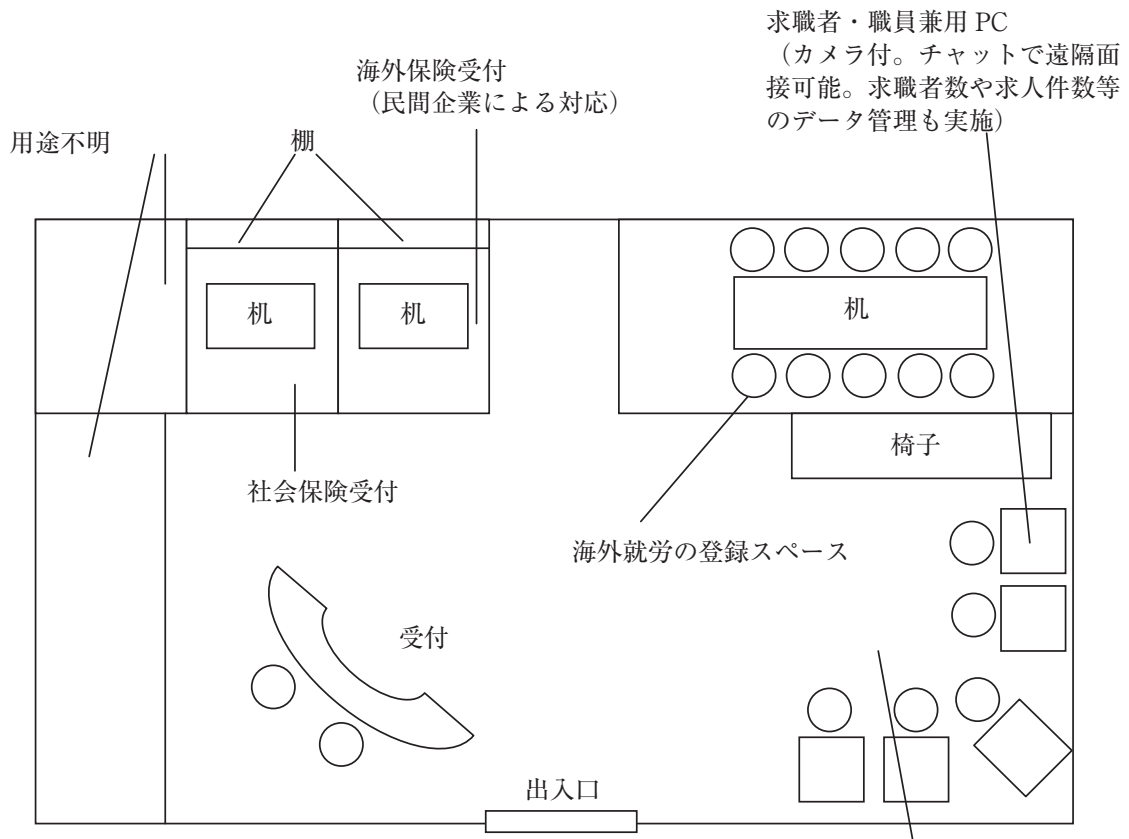 求職者・職員兼用 PC
（カメラ付。チャットで遠隔面
接可能。求職者数や求人件数等
のデータ管理も実施）
海外保険受付
（民間企業による対応）
用途不明
棚
机
机
机
椅子
社会保険受付
海外就労の登録スペース
受付
出入口